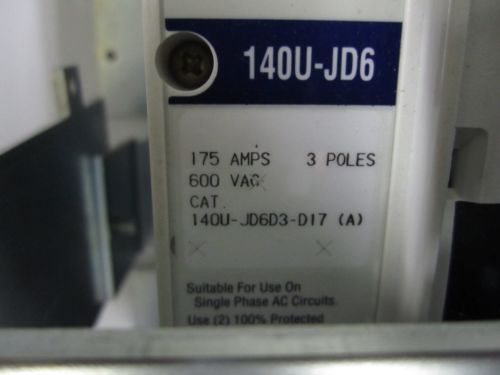 140U-JD6
175 AMPS 3 POLES
600 VAC
CAT.
140U-JD6D3-D17 (A)
Suitable For Use On
Single Phase AC Circuits.
Use (2) 100% Protected